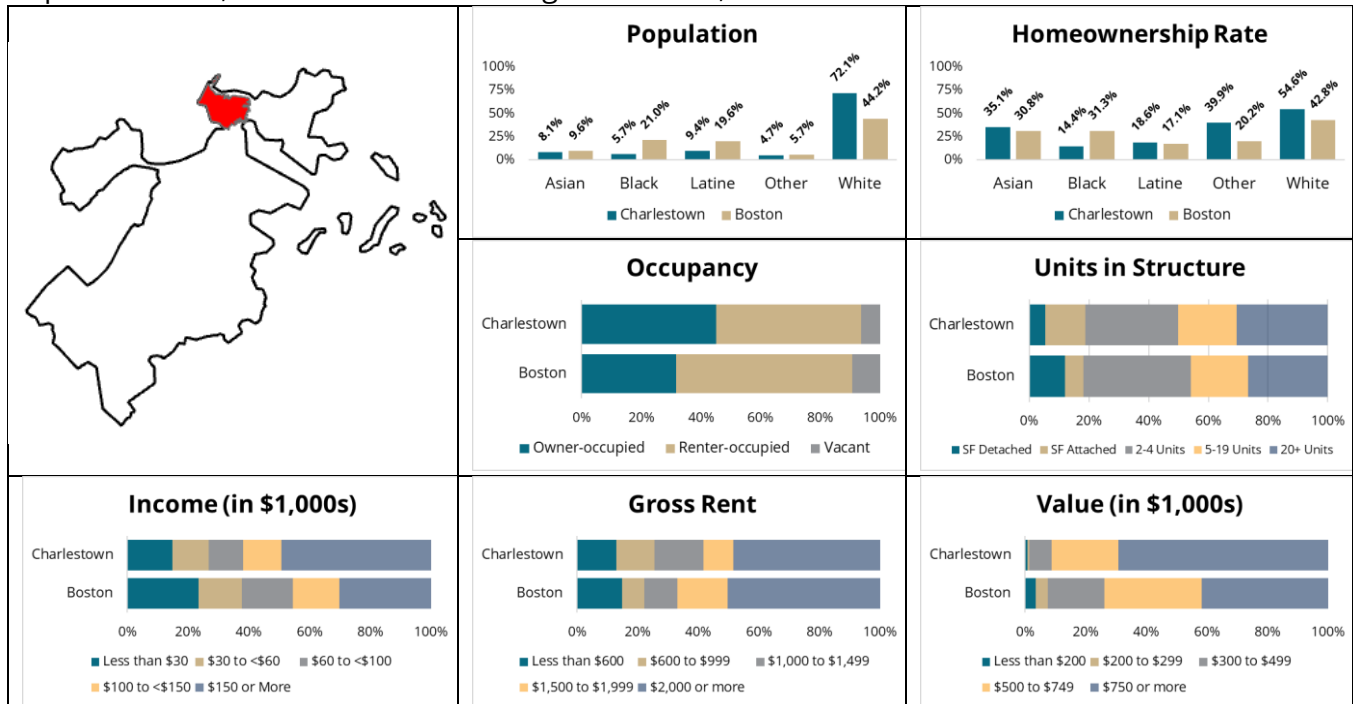 Population
100%
75%
50%
25%
0%
8.1% 9.6% 5.7% 21.0% 9.4% 19.6% 4.7% 5.7% 72.1% 44.2%
Asian Black Latine Other White
Charlestown Boston
Homeownership Rate
100%
75%
50%
25%
0%
35.1% 30.8% 14.4% 31.3% 18.6% 17.1% 39.9% 20.2% 54.6% 42.8%
Asian Black Latine Other White
Charlestown Boston
Occupancy
Charlestown
Boston
0% 20% 40% 60% 80% 100%
Owner-occupied Renter-occupied Vacant
Units in Structure
Charlestown
Boston
0% 20% 40% 60% 80% 100%
SF Detached SF Attached 2-4 Units 5-19 Units 20+ Units
Income (in $1,000s)
Charlestown
Boston
0% 20% 40% 60% 80% 100%
Less than $30 $30 to <$60 $60 to <$100
$100 to <$150 $150 or More
Gross Rent
Charlestown
Boston
0% 20% 40% 60% 80% 100%
Less than $600 $600 to $999 $1,000 to $1,499
$1,500 to $1,999 $2,000 or more
Value (in $1,000s)
Charlestown
Boston
0% 20% 40% 60% 80% 100%
Less than $200 $200 to $299 $300 to $499
$500 to $749 $750 or more